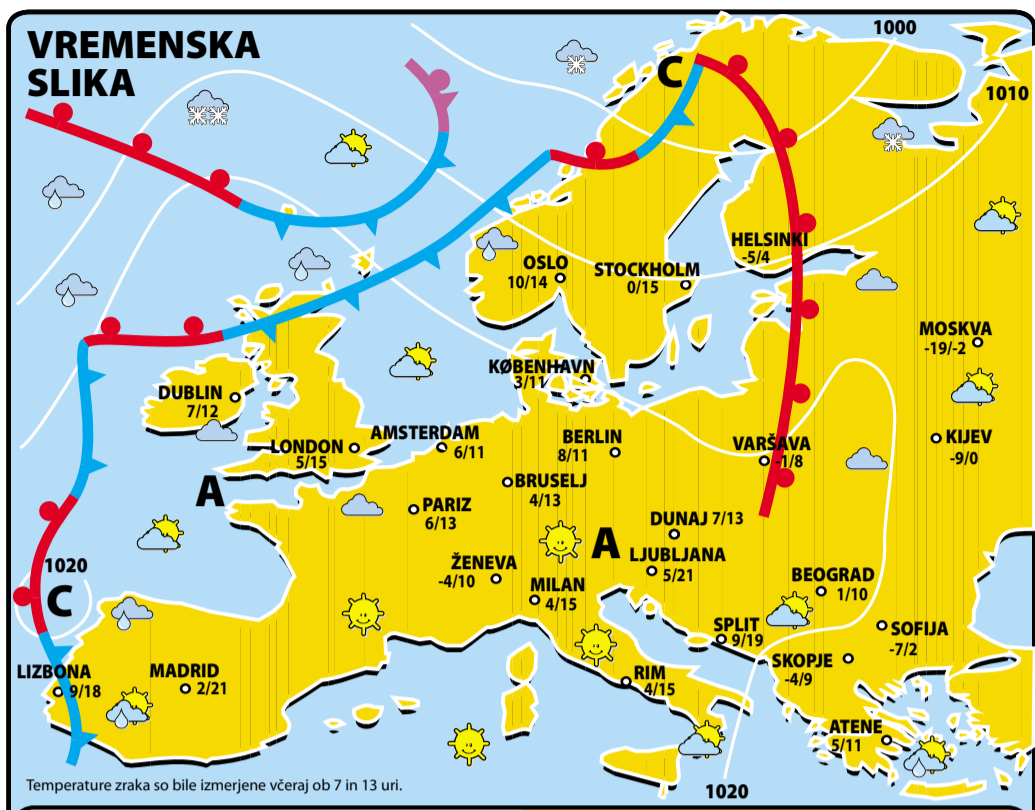 VREMENSKA
SLIKA
1000
C
1010
HELSINKI
-5/4
OSLO
10/14
STOCKHOLM
0/15
MOSKVA
-19/-2
KØBENHAVN
3/11
DUBLIN
7/12
LONDON
5/15
AMSTERDAM
6/11
BERLIN
8/11
VARŠAVA
-1/8
KIJEV
-9/0
A
BRUSELJ
4/13
PARIZ
6/13
DUNAJ 7/13
A
LJUBLJANA
5/21
ŽENEVA
-4/10
MILAN
4/15
BEOGRAD
1/10
1020
C
SPLIT
9/19
SOFIJA
-7/2
SKOPJE
-4/9
LIZBONA
9/18
MADRID
2/21
RIM
4/15
ATENE
5/11
Temperature zraka so bile izmerjene včeraj ob 7 in 13 uri.
1020